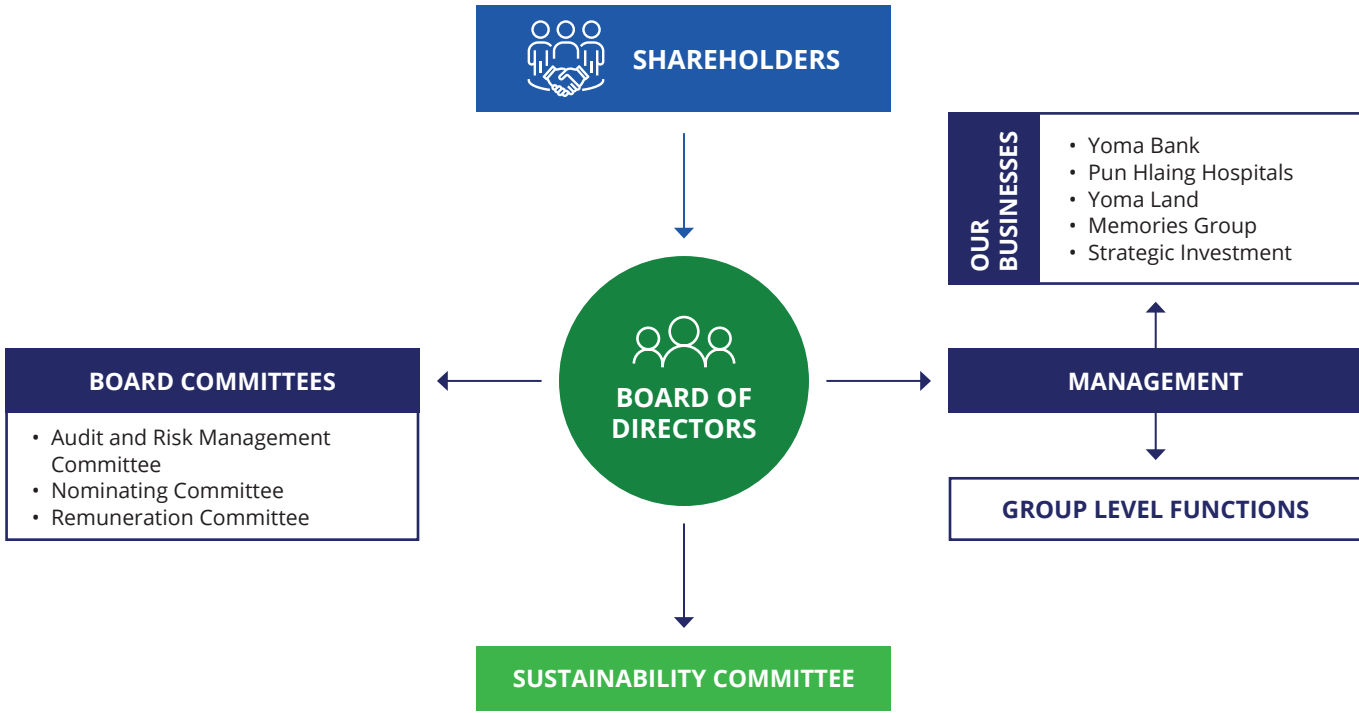 SHAREHOLDERS
OUR
BUSINESSES
• Yoma Bank
• Pun Hlaing Hospitals
• Yoma Land
• Memories Group
• Strategic Investment
BOARD COMMITTEES
• Audit and Risk Management
Committee
• Nominating Committee
• Remuneration Committee
BOARD OF
DIRECTORS
MANAGEMENT
GROUP LEVEL FUNCTIONS
SUSTAINABILITY COMMITTEE